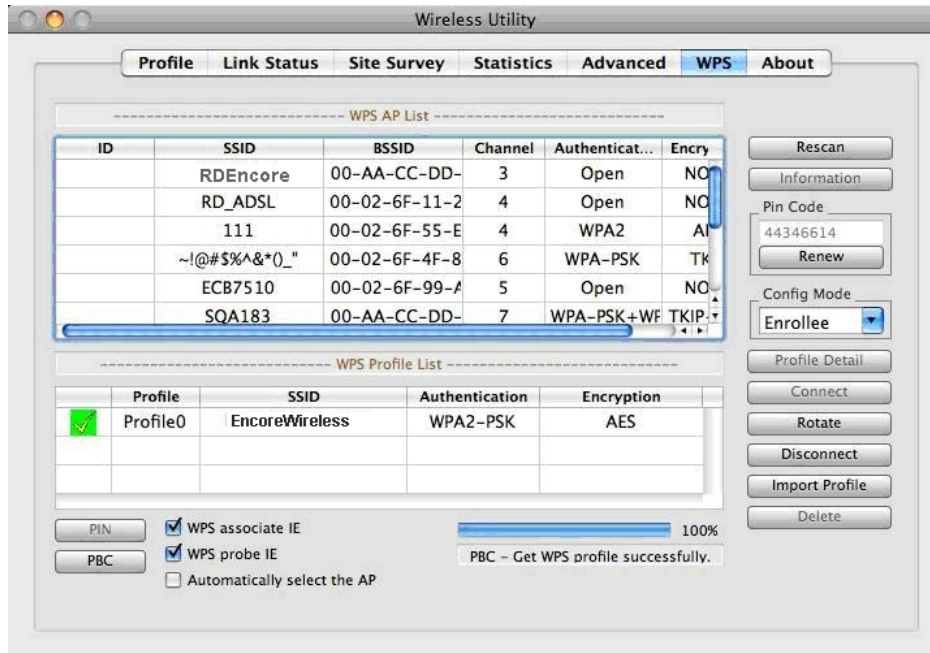 Wireless Utility
Profile Link Status Site Survey Statistics Advanced WPS About
---------------------------- WPS AP List ----------------------------
ID SSID BSSID Channel Authenticat... Encry
RDEncore 00-AA-CC-DD- 3 Open NO
RD_ADSL 00-02-6F-11-2 4 Open NO
111 00-02-6F-55-E 4 WPA2 AI
~!@#$%^&*()_" 00-02-6F-4F-8 6 WPA-PSK TK
ECB7510 00-02-6F-99-A 5 Open NO
SQA183 00-AA-CC-DD- 7 WPA-PSK+WF TKIP-
Rescan
Information
Pin Code
44346614
Renew
Config Mode
Enrollee
---------------------------- WPS Profile List ----------------------------
Profile SSID Authentication Encryption
Profile0 EncoreWireless WPA2-PSK AES
Profile Detail
Connect
Rotate
Disconnect
Import Profile
Delete
PIN
PBC
WPS associate IE
WPS probe IE
Automatically select the AP
100%
PBC - Get WPS profile successfully.